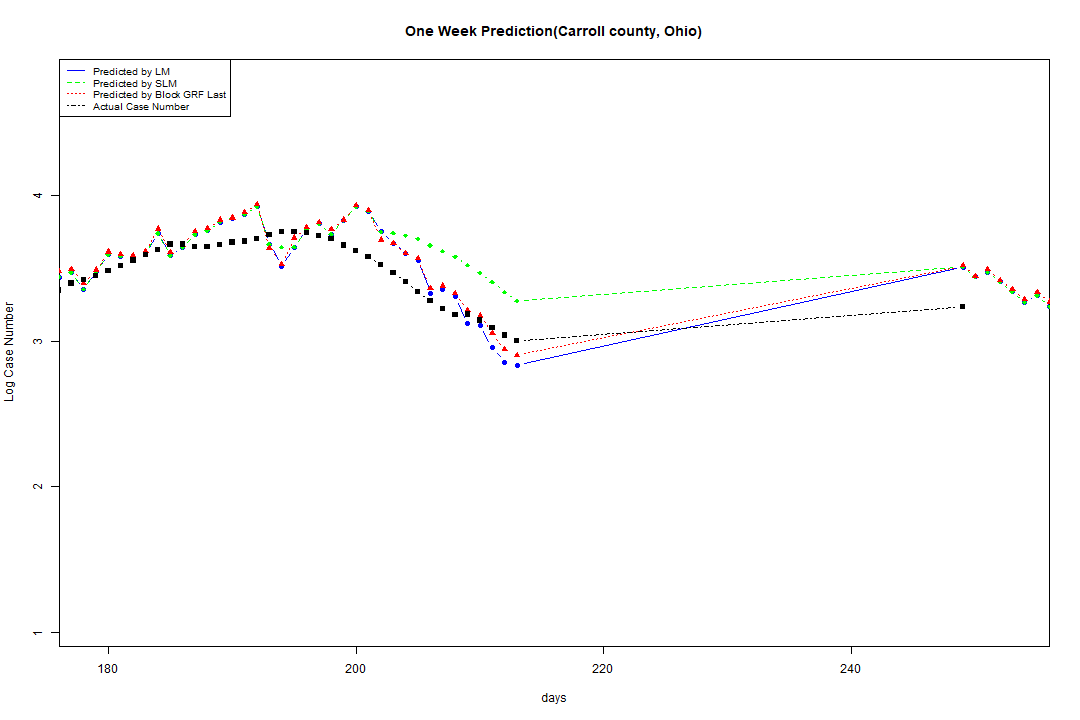 One Week Prediction(Carroll county, Ohio)
Predicted by LM
Predicted by SLM
Predicted by Block GRF Last
Actual Case Number
4
3
2
1
Log Case Number
180
200
220
240
days